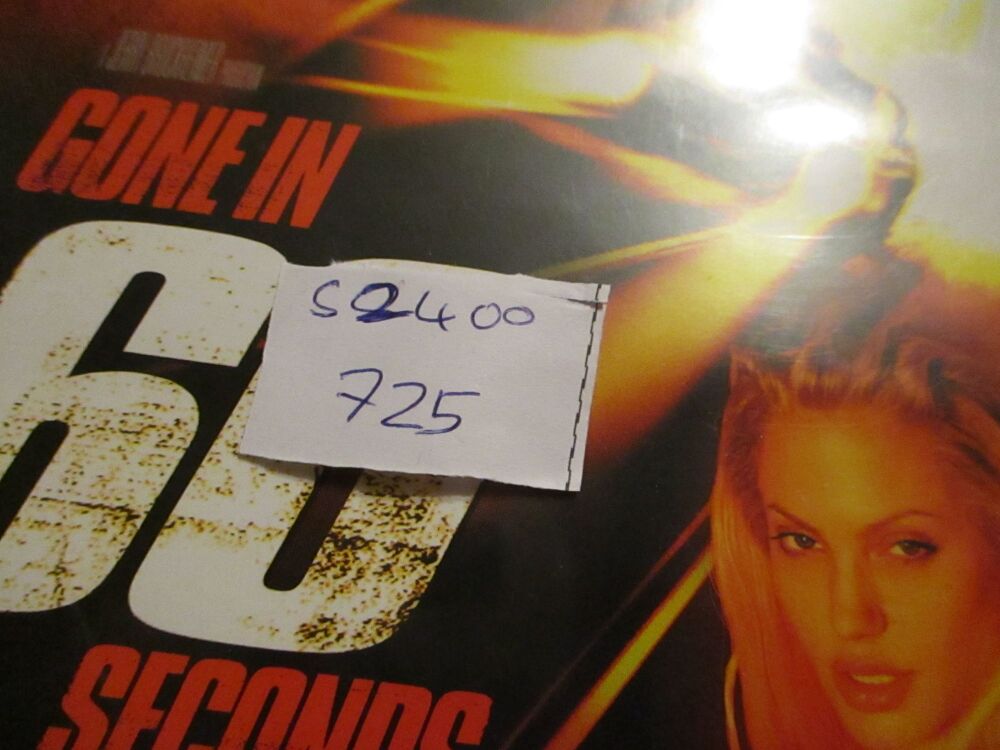 GONE IN
60
SECONDS
S2400
725